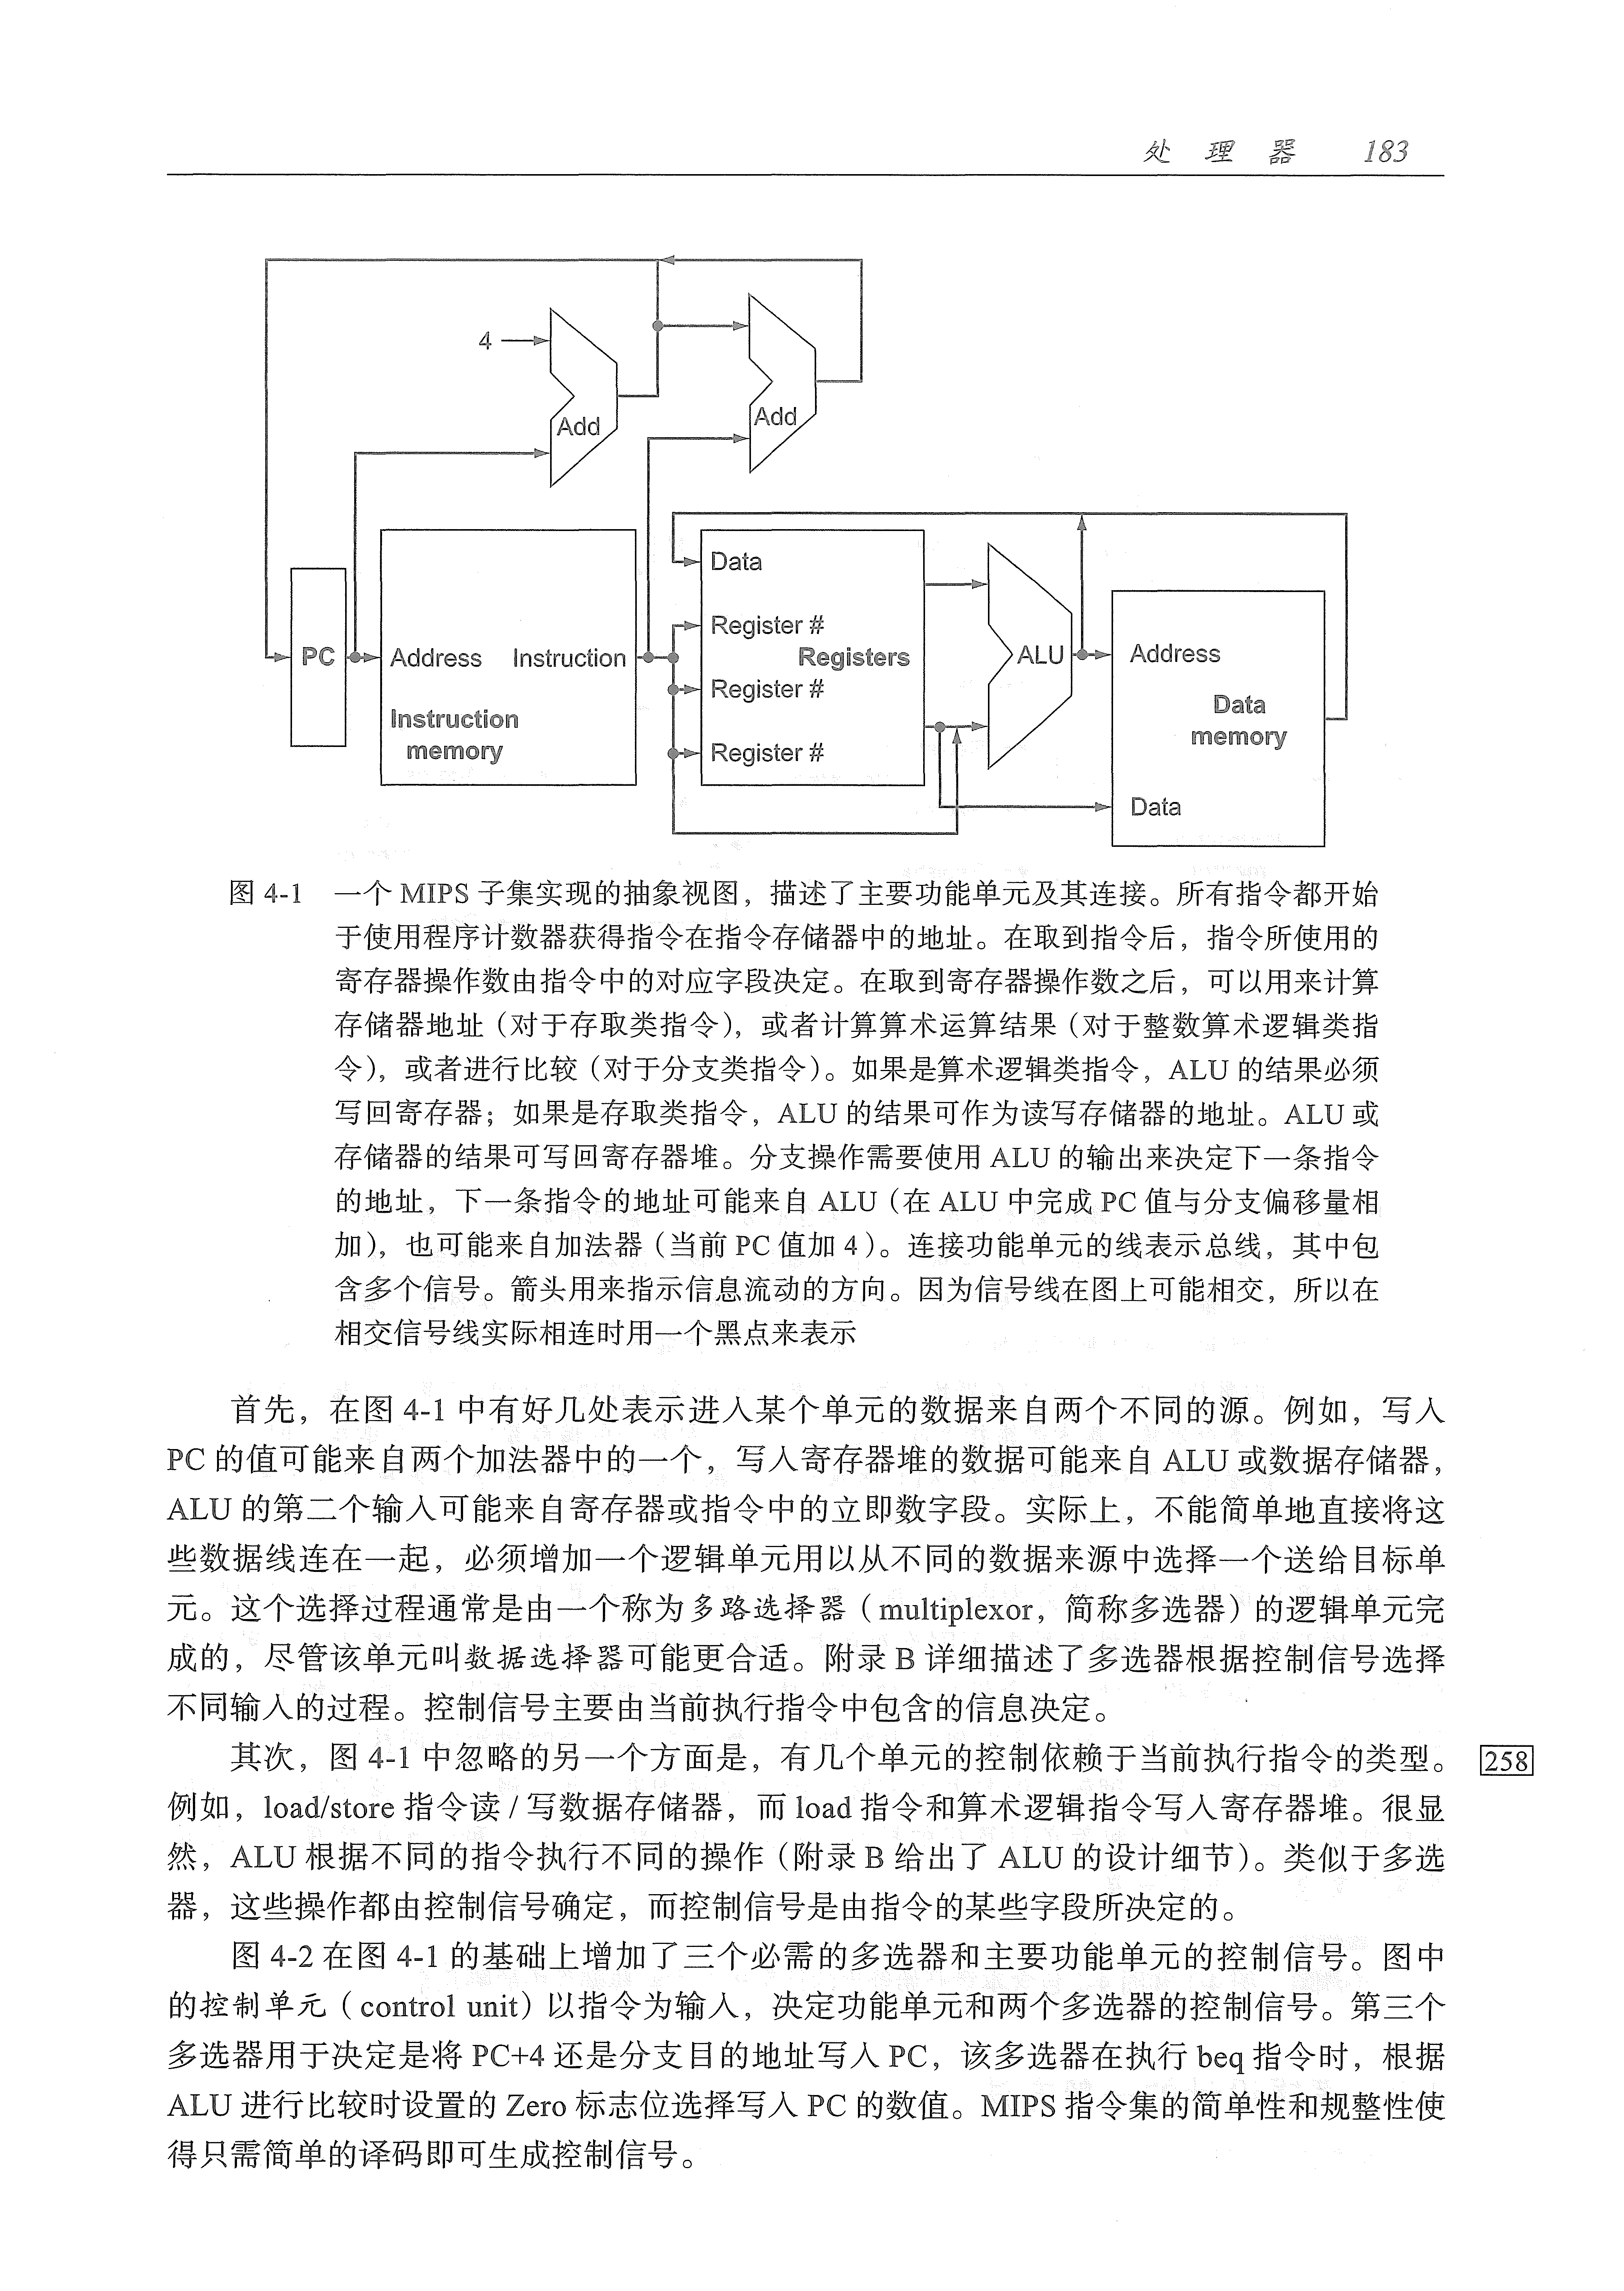 处 理 器 183
4
Add
Add
Data
Register #
PC
Address
Instruction
Registers
ALU
Address
Register #
Data
memory
Instruction
memory
Register #
Data
图 4-1 一个 MIPS 子集实现的抽象视图，描述了主要功能单元及其连接。所有指令都开始
于使用程序计数器获得指令在指令存储器中的地址。在取到指令后，指令所使用的
寄存器操作数由指令中的对应字段决定。在取到寄存器操作数之后，可以用来计算
存储器地址（对于存取类指令），或者计算算术运算结果（对于整数算术逻辑类指
令），或者进行比较（对于分支类指令）。如果是算术逻辑类指令，ALU 的结果必须
写回寄存器；如果是存取类指令，ALU 的结果可作为读写存储器的地址。ALU 或
存储器的结果可写回寄存器堆。分支操作需要使用 ALU 的输出来决定下一条指令
的地址，下一条指令的地址可能来自 ALU（在 ALU 中完成 PC 值与分支偏移量相
加），也可能来自加法器（当前 PC 值加 4）。连接功能单元的线表示总线，其中包
含多个信号。箭头用来指示信息流动的方向。因为信号线在图上可能相交，所以在
相交信号线实际相连时用一个黑点来表示
首先，在图 4-1 中有好几处表示进入某个单元的数据来自两个不同的源。例如，写入
PC 的值可能来自两个加法器中的一个，写入寄存器堆的数据可能来自 ALU 或数据存储器，
ALU 的第二个输入可能来自寄存器或指令中的立即数字段。实际上，不能简单地直接将这
些数据线连在一起，必须增加一个逻辑单元用以从不同的数据来源中选择一个送给目标单
元。这个选择过程通常是由一个称为多路选择器（multiplexor，简称多选器）的逻辑单元完
成的，尽管该单元叫数据选择器可能更合适。附录 B 详细描述了多选器根据控制信号选择
不同输入的过程。控制信号主要由当前执行指令中包含的信息决定。
其次，图 4-1 中忽略的另一个方面是，有几个单元的控制依赖于当前执行指令的类型。 258
例如，load/store 指令读 / 写数据存储器，而 load 指令和算术逻辑指令写入寄存器堆。很显
然，ALU 根据不同的指令执行不同的操作（附录 B 给出了 ALU 的设计细节）。类似于多选
器，这些操作都由控制信号确定，而控制信号是由指令的某些字段所决定的。
图 4-2 在图 4-1 的基础上增加了三个必需的多选器和主要功能单元的控制信号。图中
的控制单元（control unit）以指令为输入，决定功能单元和两个多选器的控制信号。第三个
多选器用于决定是将 PC+4 还是分支目的地址写入 PC，该多选器在执行 beq 指令时，根据
ALU 进行比较时设置的 Zero 标志位选择写入 PC 的数值。MIPS 指令集的简单性和规整性使
得只需简单的译码即可生成控制信号。